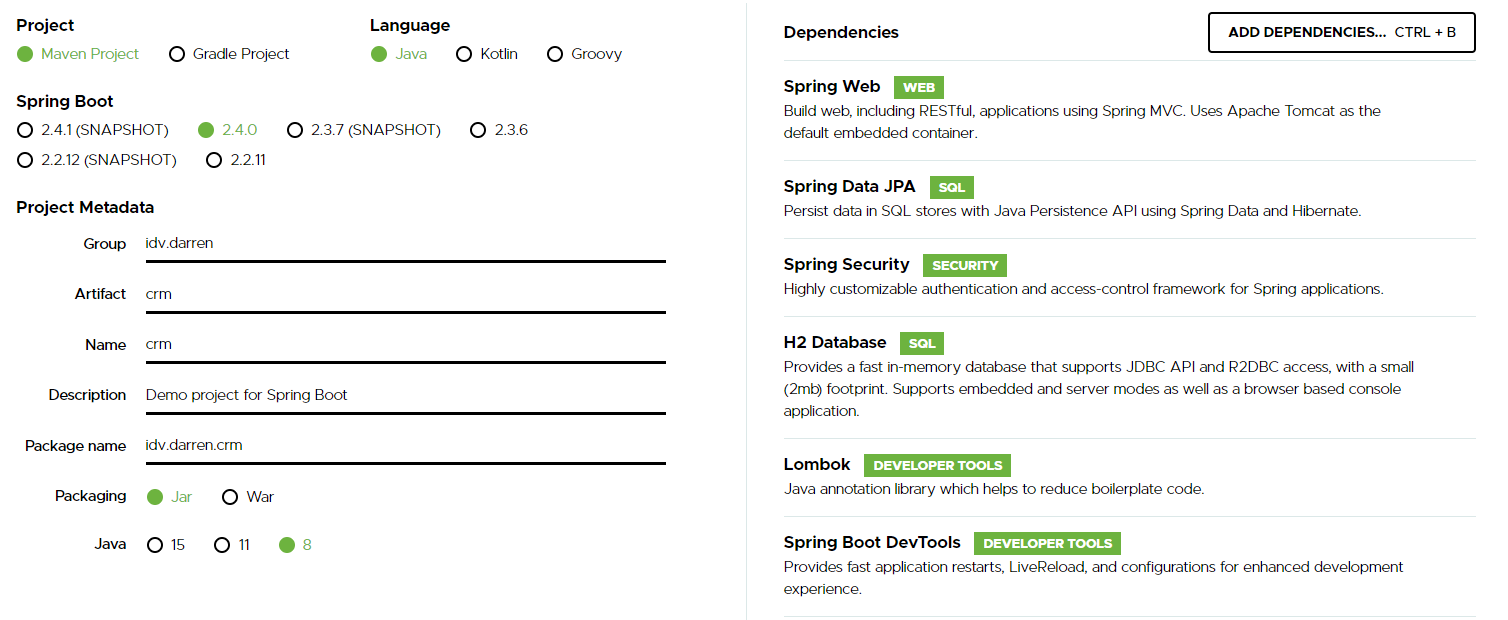 Project
Maven Project Gradle Project
Language
Java Kotlin Groovy
Spring Boot
2.4.1 (SNAPSHOT) 2.4.0 2.3.7 (SNAPSHOT) 2.3.6
2.2.12 (SNAPSHOT) 2.2.11
Project Metadata
Group idv.darren
Artifact crm
Name crm
Description Demo project for Spring Boot
Package name idv.darren.crm
Packaging Jar War
Java 15 11 8
Dependencies ADD DEPENDENCIES... CTRL + B
Spring Web WEB
Build web, including RESTful, applications using Spring MVC. Uses Apache Tomcat as the
default embedded container.
Spring Data JPA SQL
Persist data in SQL stores with Java Persistence API using Spring Data and Hibernate.
Spring Security SECURITY
Highly customizable authentication and access-control framework for Spring applications.
H2 Database SQL
Provides a fast in-memory database that supports JDBC API and R2DBC access, with a small
(2mb) footprint. Supports embedded and server modes as well as a browser based console
application.
Lombok DEVELOPER TOOLS
Java annotation library which helps to reduce boilerplate code.
Spring Boot DevTools DEVELOPER TOOLS
Provides fast application restarts, LiveReload, and configurations for enhanced development
experience.